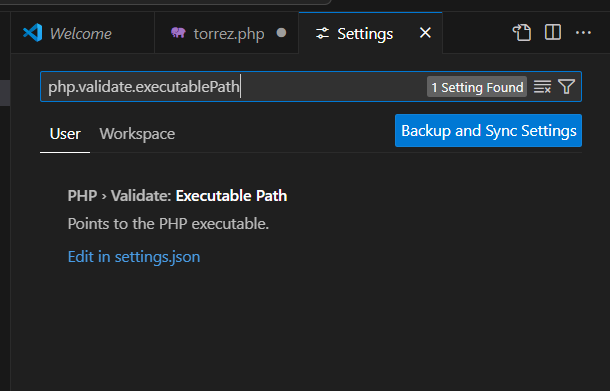 Welcome torrez.php Settings
php.validate.executablePath 1 Setting Found
User Workspace Backup and Sync Settings
PHP › Validate: Executable Path
Points to the PHP executable.
Edit in settings.json